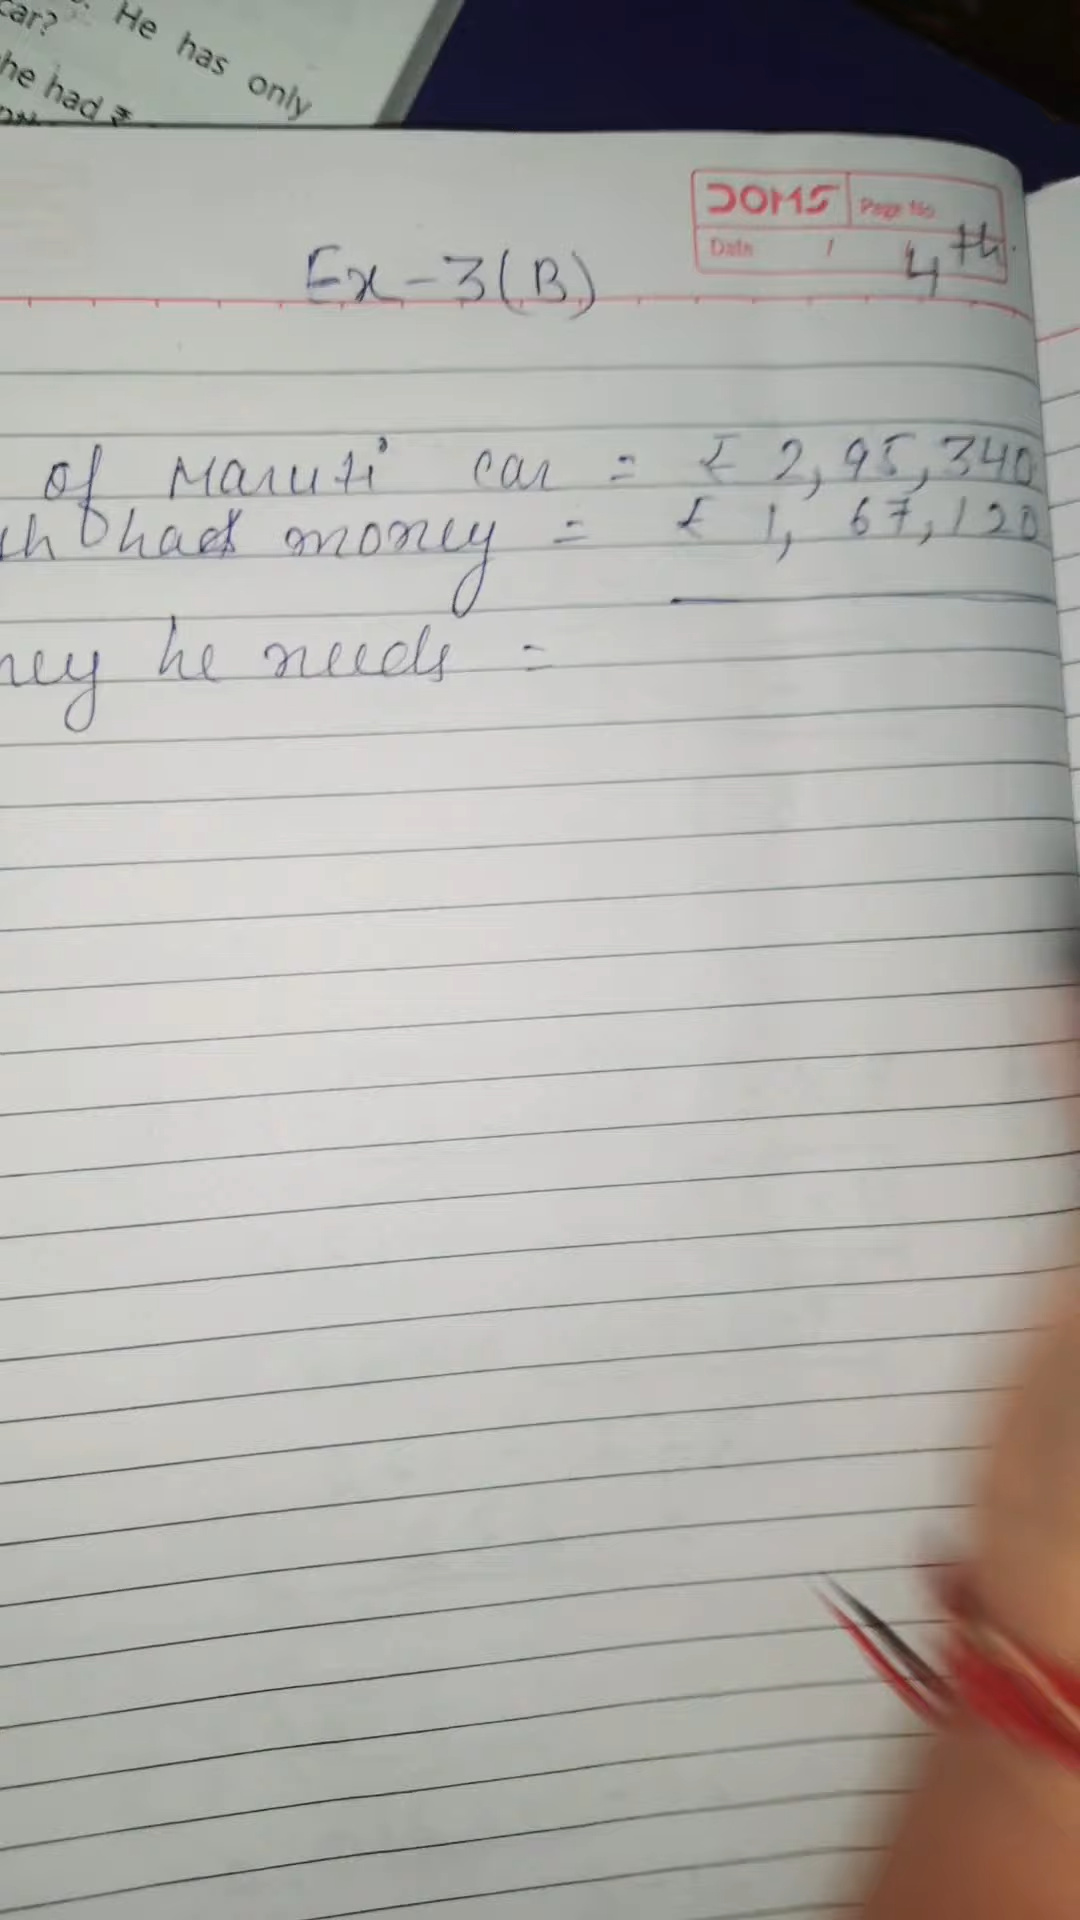 He has only
car?
he had ₹
DOMS
Page No.
Date / 4th.
Ex-3(B)
of Maruti car = ₹ 2,95,340
had money = ₹ 1, 67,120
he needs =